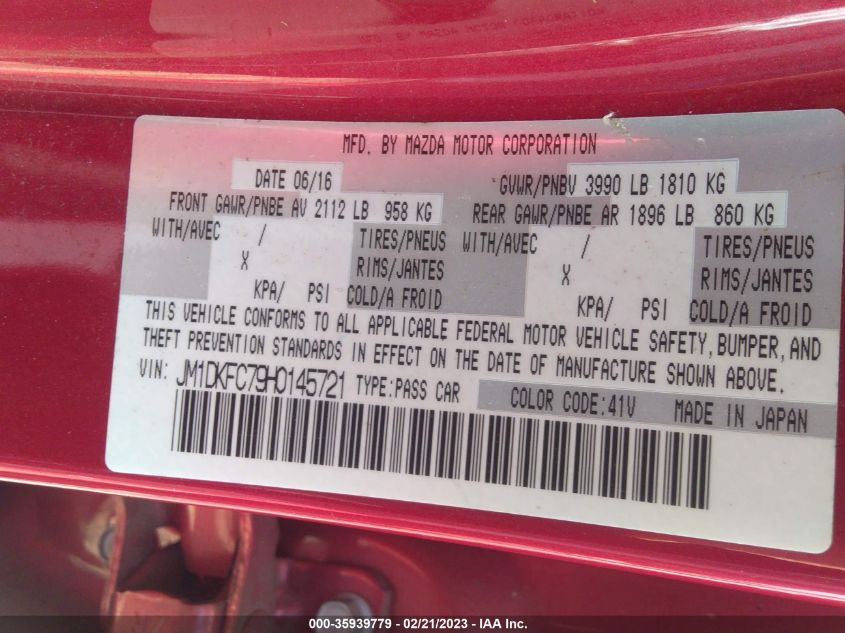 MFD. BY MAZDA MOTOR CORPORATION
DATE 06/16 GVWR/PNBV 3990 LB 1810 KG
FRONT GAWR/PNBE AV 2112 LB 958 KG REAR GAWR/PNBE AR 1896 LB 860 KG
WITH/AVEC / TIRES/PNEUS WITH/AVEC / TIRES/PNEUS
X RIMS/JANTES X RIMS/JANTES
KPA/ PSI COLD/A FROID KPA/ PSI COLD/A FROID
THIS VEHICLE CONFORMS TO ALL APPLICABLE FEDERAL MOTOR VEHICLE SAFETY, BUMPER, AND
THEFT PREVENTION STANDARDS IN EFFECT ON THE DATE OF MANUFACTURE SHOWN ABOVE.
VIN: JM1DKFC79H0145721 TYPE:PASS CAR COLOR CODE:41V MADE IN JAPAN
000-35939779 — 02/21/2023 — IAA Inc.